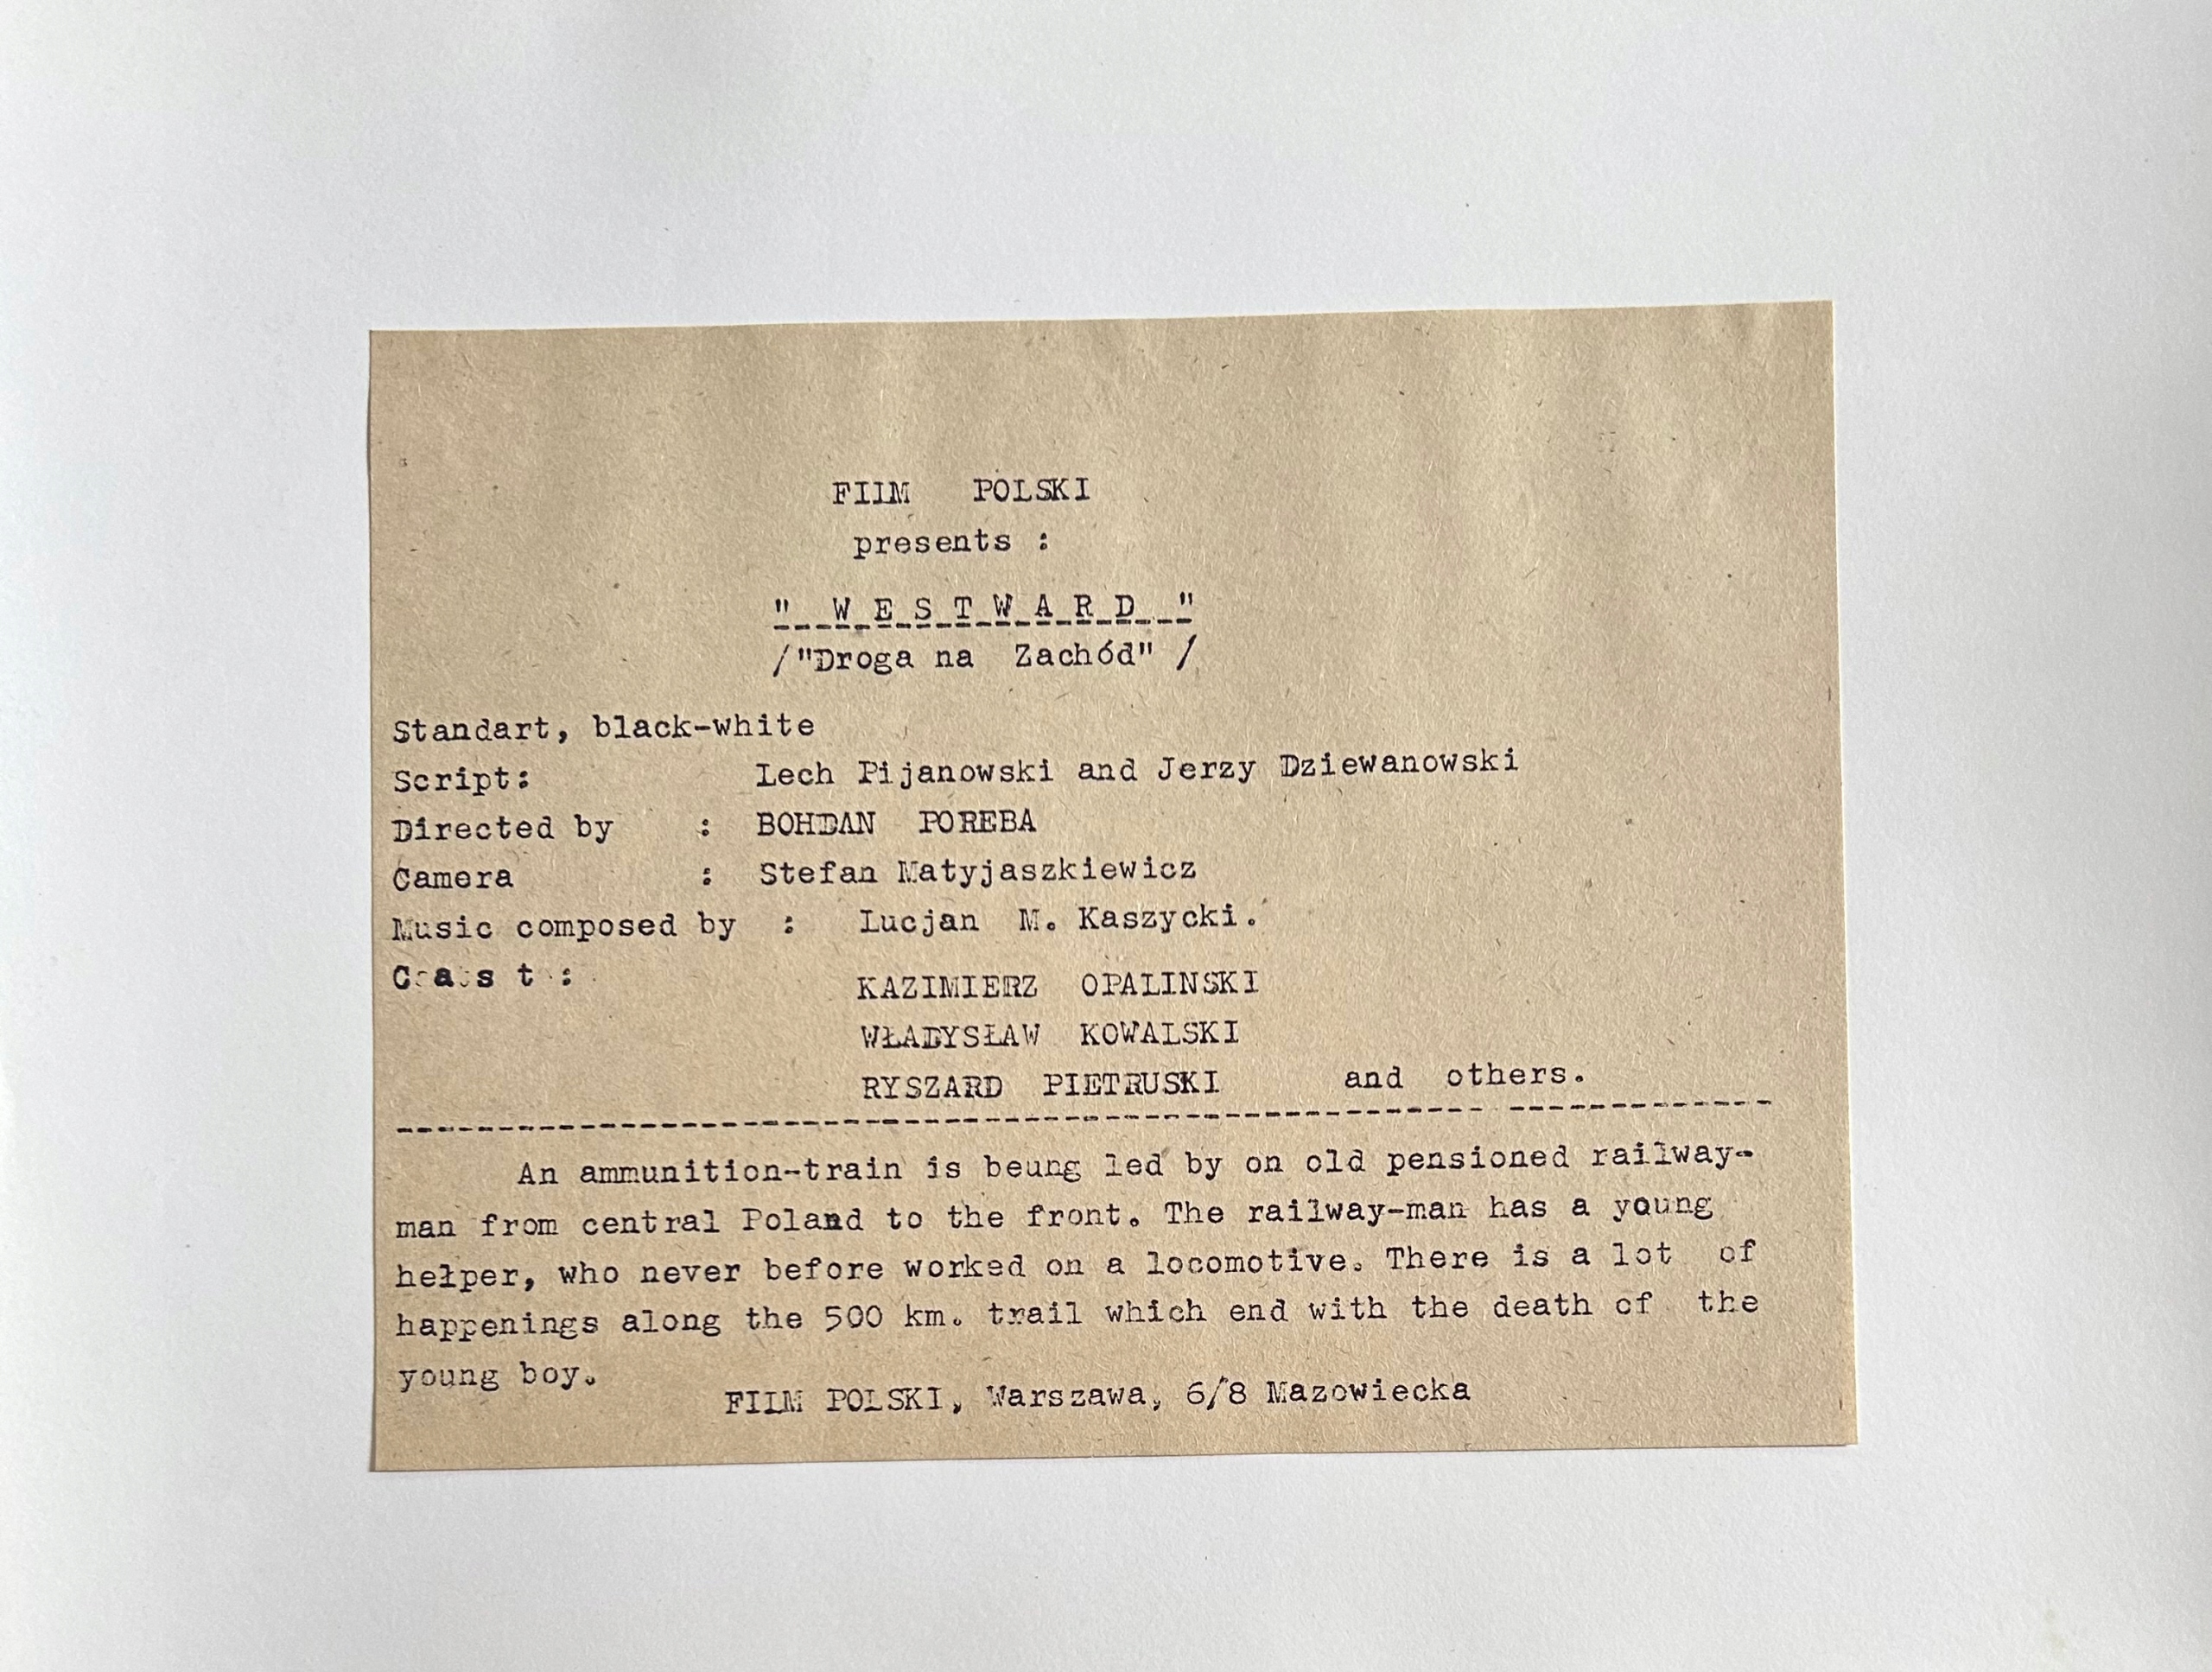 FILM POLSKI
presents :
" W E S T W A R D "
/"Droga na Zachód" /
Standart, black-white
Script: Lech Pijanowski and Jerzy Dziewanowski
Directed by : BOHDAN POREBA
Camera : Stefan Matyjaszkiewicz
Music composed by : Lucjan M. Kaszycki.
C a s t :
KAZIMIERZ OPALINSKI
WŁADYSŁAW KOWALSKI
RYSZARD PIETRUSKI and others.
An ammunition-train is beung led by on old pensioned railway-
man from central Poland to the front. The railway-man has a young
hełper, who never before worked on a locomotive. There is a lot of
happenings along the 500 km. trail which end with the death of the
young boy.
FILM POLSKI, Warszawa, 6/8 Mazowiecka